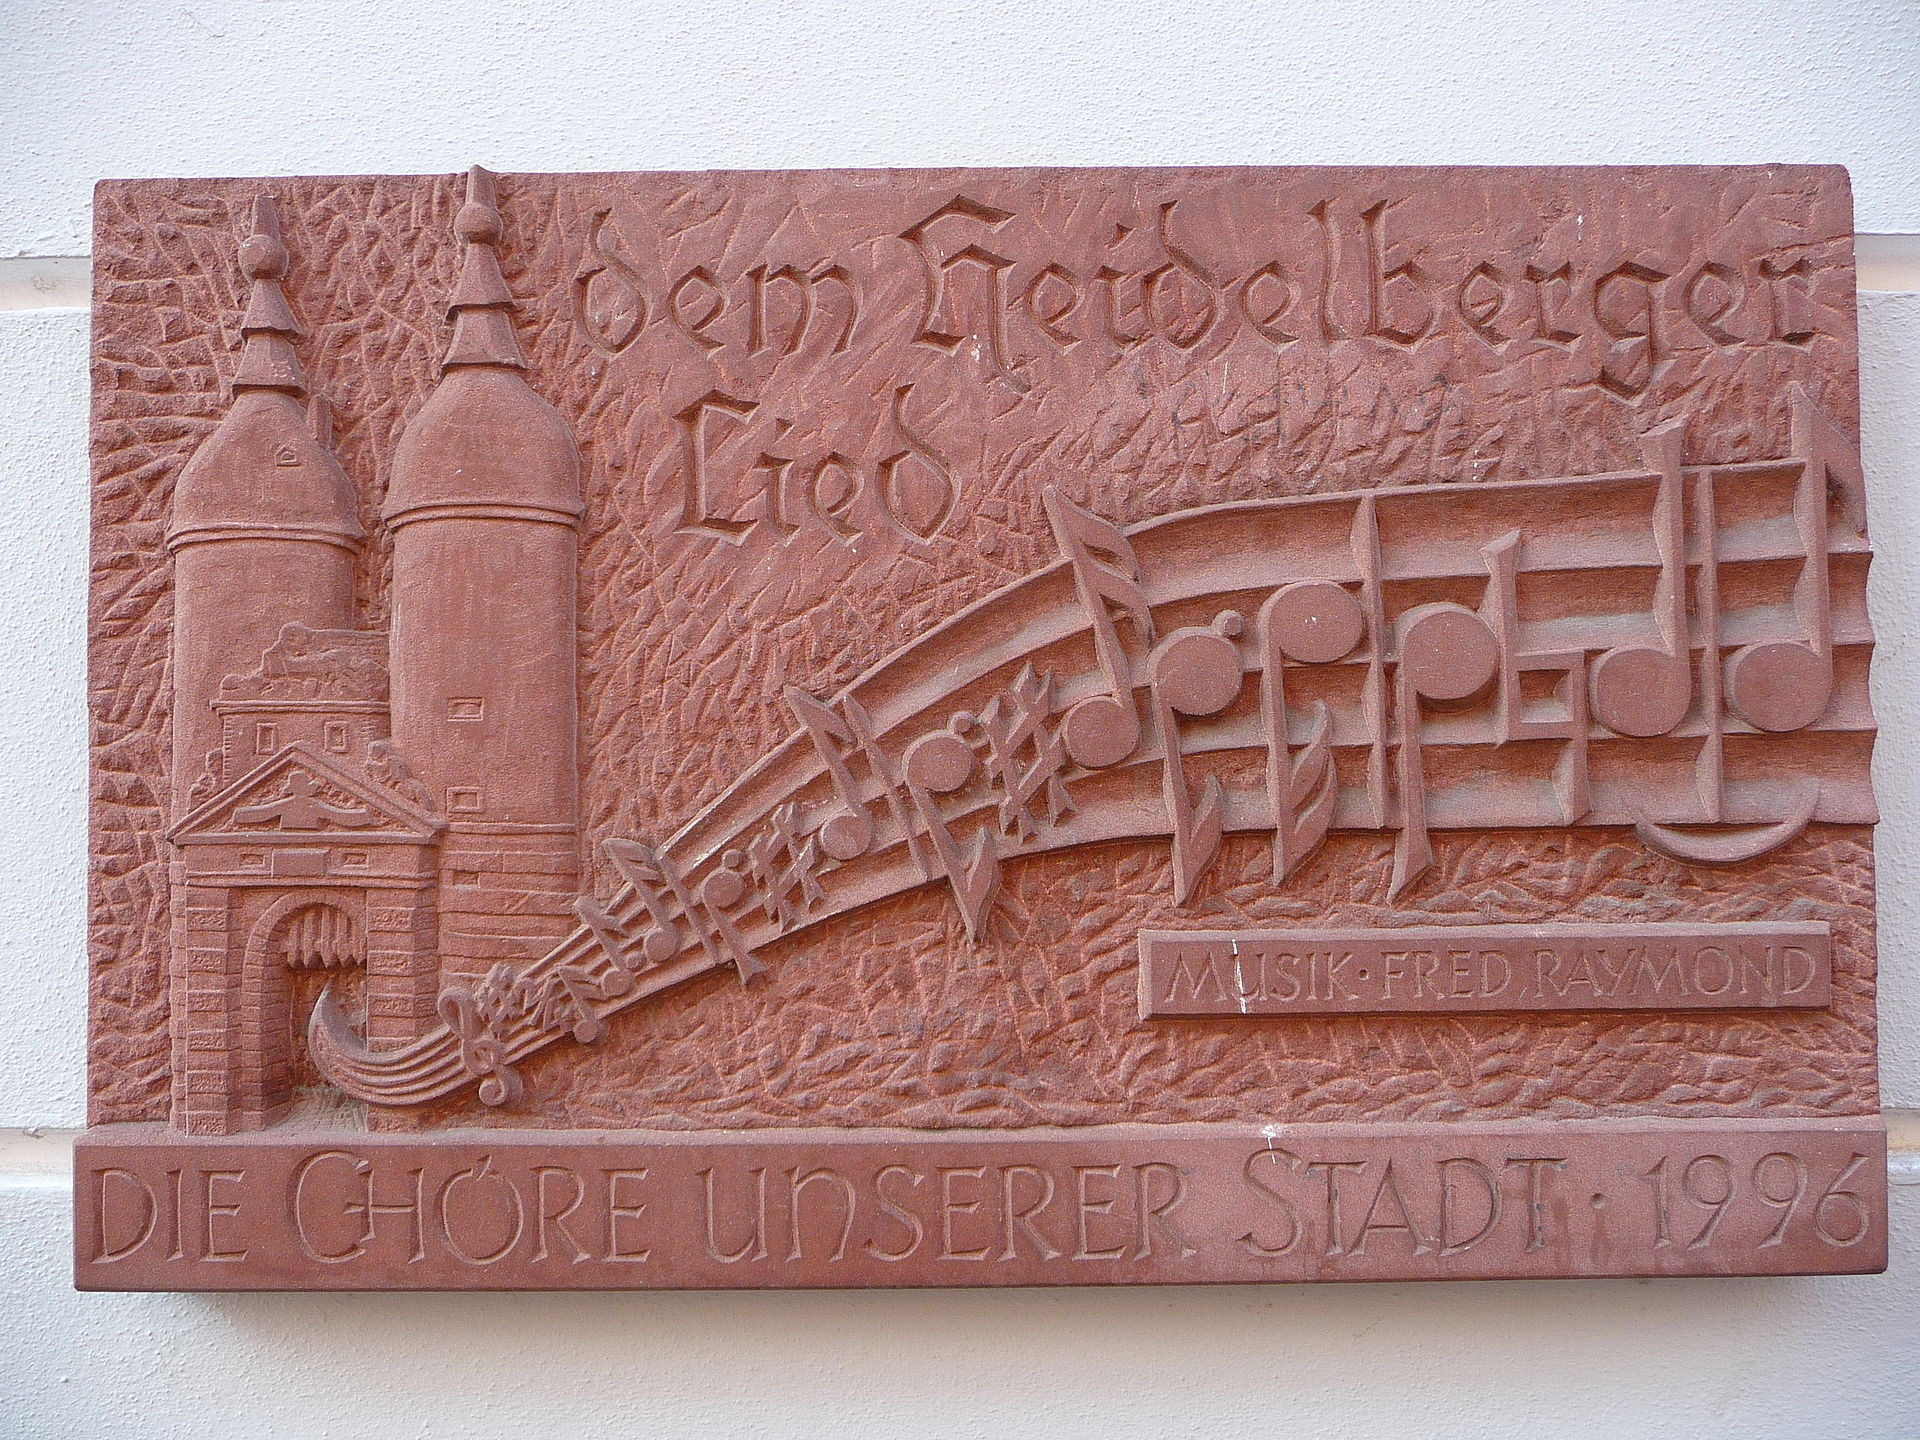 dem Heidelberger
Lied
MUSIK · FRED RAYMOND
DIE CHÖRE UNSERER STADT · 1996